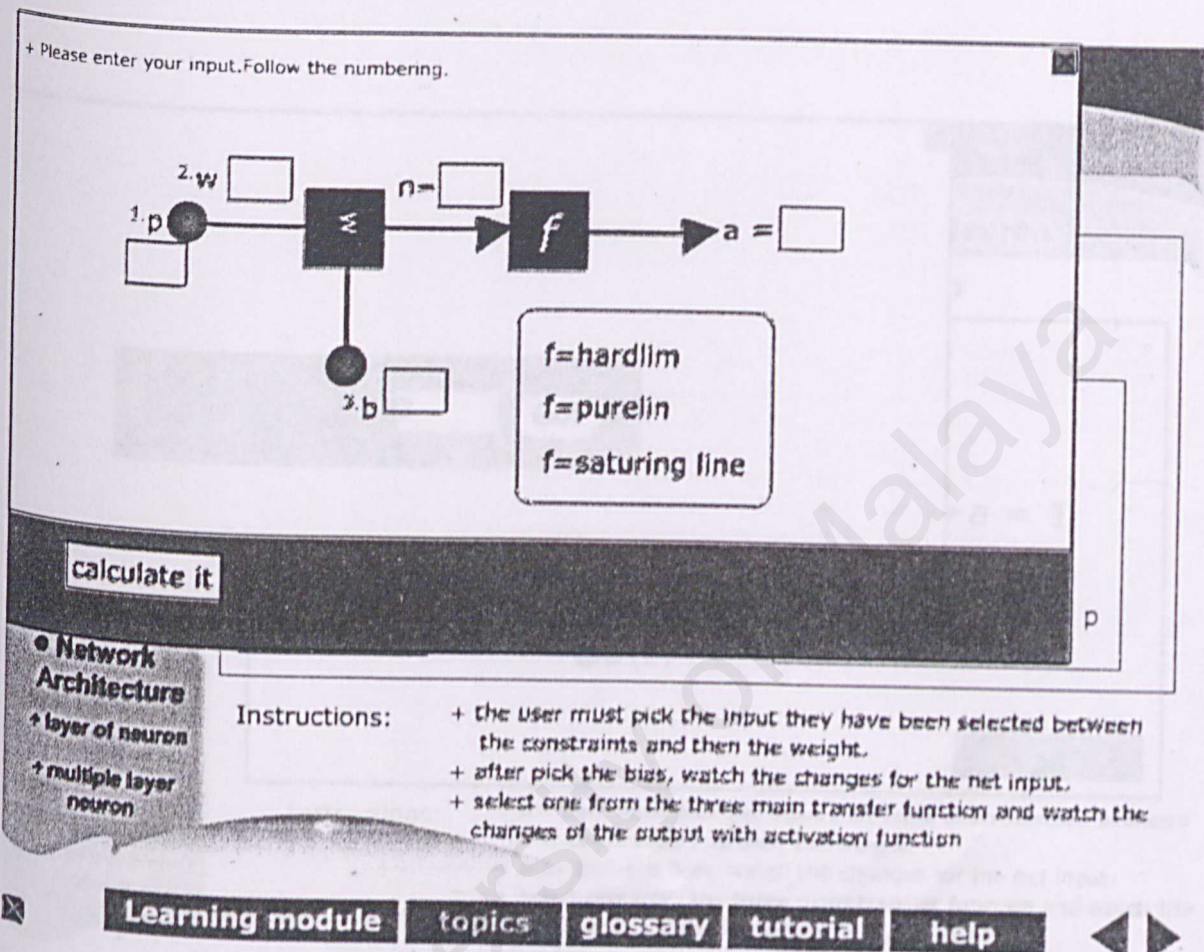 + Please enter your input.Follow the numbering.
2.w
n=
1.p
Σ
f
a =
3.b
f=hardlim
f=purelin
f=saturing line
calculate it
p
Network Architecture
+ layer of neuron
+ multiple layer
neuron
Instructions:
+ the user must pick the input they have been selected between
the constraints and then the weight.
+ after pick the bias, watch the changes for the net input.
+ select one from the three main transfer function and watch the
changes of the output with activation function
Learning module
topics
glossary
tutorial
help